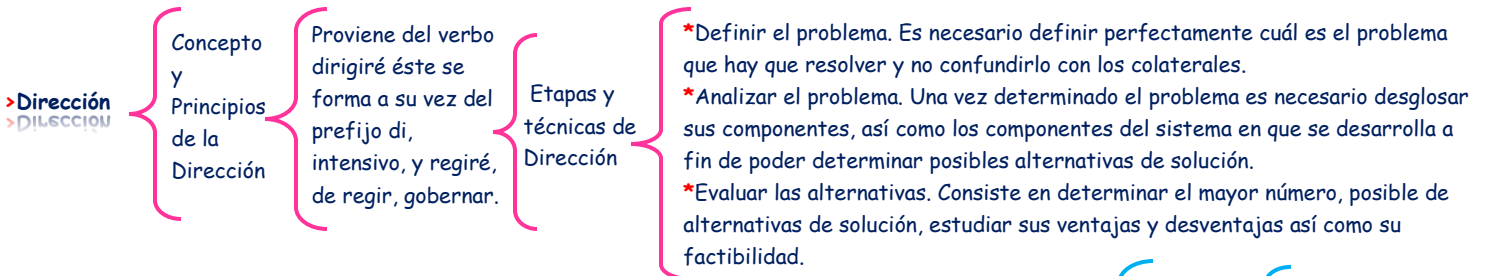 >Dirección
Concepto
y
Principios
de la
Dirección
Proviene del verbo
dirigiré éste se
forma a su vez del
prefijo di,
intensivo, y regiré,
de regir, gobernar.
Etapas y
técnicas de
Dirección
*Definir el problema. Es necesario definir perfectamente cuál es el problema
que hay que resolver y no confundirlo con los colaterales.
*Analizar el problema. Una vez determinado el problema es necesario desglosar
sus componentes, así como los componentes del sistema en que se desarrolla a
fin de poder determinar posibles alternativas de solución.
*Evaluar las alternativas. Consiste en determinar el mayor número, posible de
alternativas de solución, estudiar sus ventajas y desventajas así como su
factibilidad.